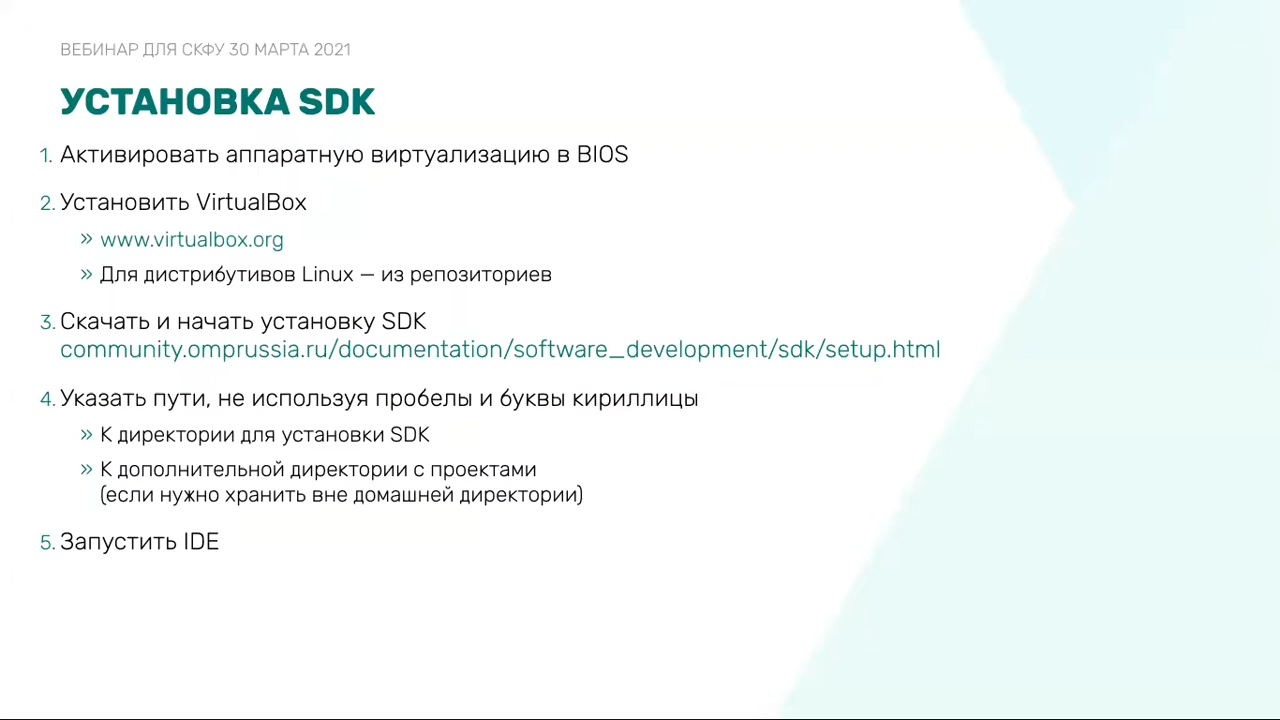 ВЕБИНАР ДЛЯ СКФУ 30 МАРТА 2021
УСТАНОВКА SDK
1. Активировать аппаратную виртуализацию в BIOS
2. Установить VirtualBox
» www.virtualbox.org
» Для дистрибутивов Linux — из репозиториев
3. Скачать и начать установку SDK
community.omprussia.ru/documentation/software_development/sdk/setup.html
4. Указать пути, не используя пробелы и буквы кириллицы
» К директории для установки SDK
» К дополнительной директории с проектами
(если нужно хранить вне домашней директории)
5. Запустить IDE